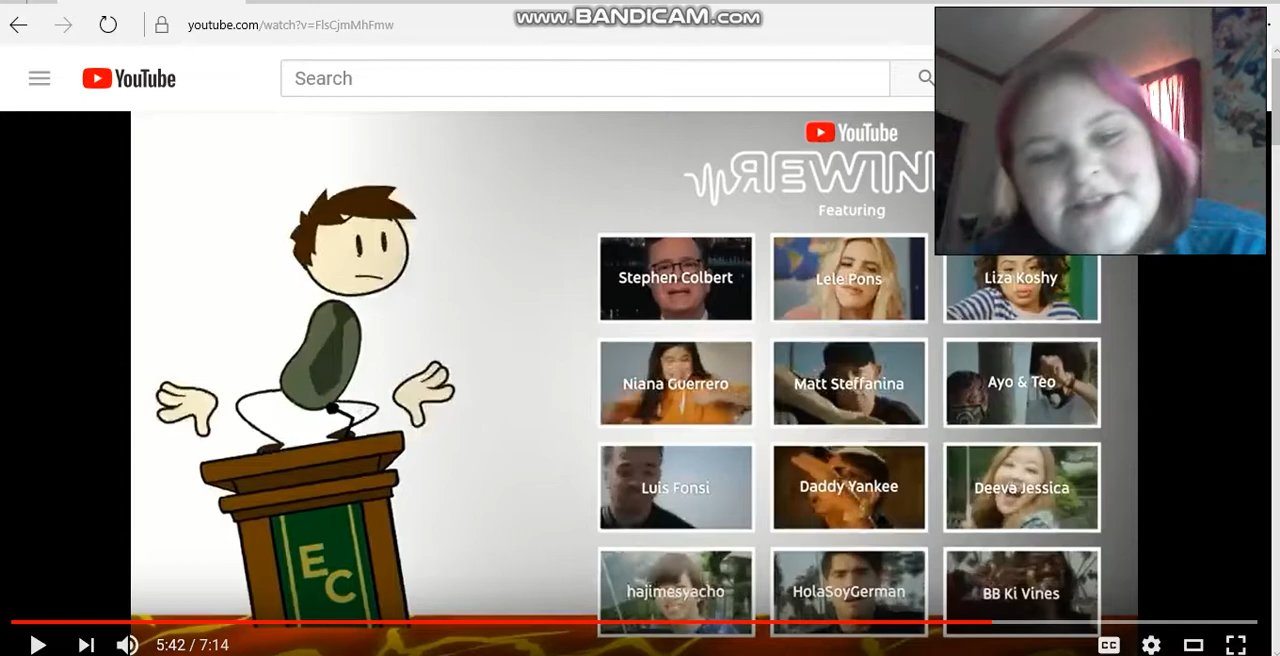 www.BANDICAM.com
youtube.com/watch?v=FlsCjmMhFmw
YouTube
Search
YouTube
REWIN
Featuring
Stephen Colbert
Lele Pons
Liza Koshy
Niana Guerrero
Matt Steffanina
Ayo & Teo
Luis Fonsi
Daddy Yankee
Deeva Jessica
hajimesyacho
HolaSoyGerman
BB Ki Vines
EC
5:42 / 7:14
CC